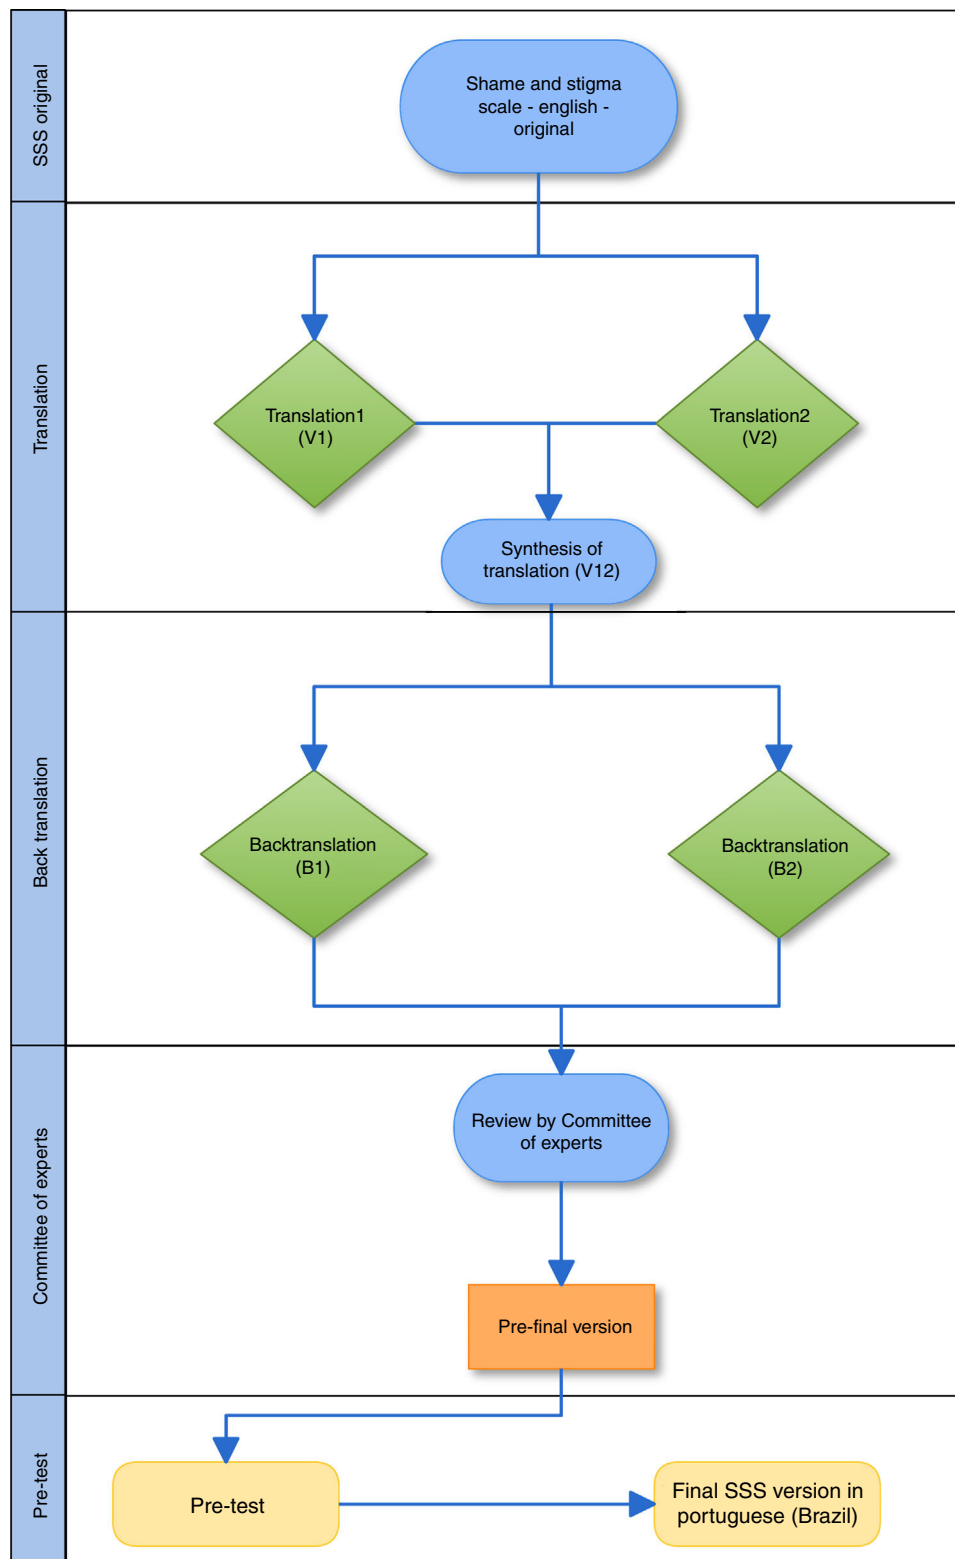 SSS original
Shame and stigma
scale - english -
original
Translation
Translation1
(V1)
Translation2
(V2)
Synthesis of
translation (V12)
Back translation
Backtranslation
(B1)
Backtranslation
(B2)
Committee of experts
Review by Committee
of experts
Pre-final version
Pre-test
Pre-test
Final SSS version in
portuguese (Brazil)